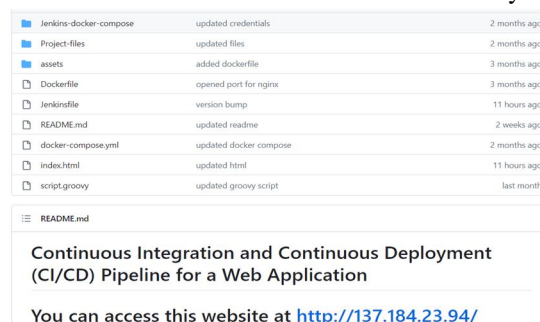 Jenkins-docker-compose updated credentials 2 months ago
Project-files updated files 2 months ago
assets added dockerfile 3 months ago
Dockerfile opened port for nginx 3 months ago
Jenkinsfile version bump 11 hours ago
README.md updated readme 2 weeks ago
docker-compose.yml updated docker compose 2 months ago
index.html updated html 11 hours ago
script.groovy updated groovy script last month
README.md
Continuous Integration and Continuous Deployment
(CI/CD) Pipeline for a Web Application
You can access this website at http://137.184.23.94/